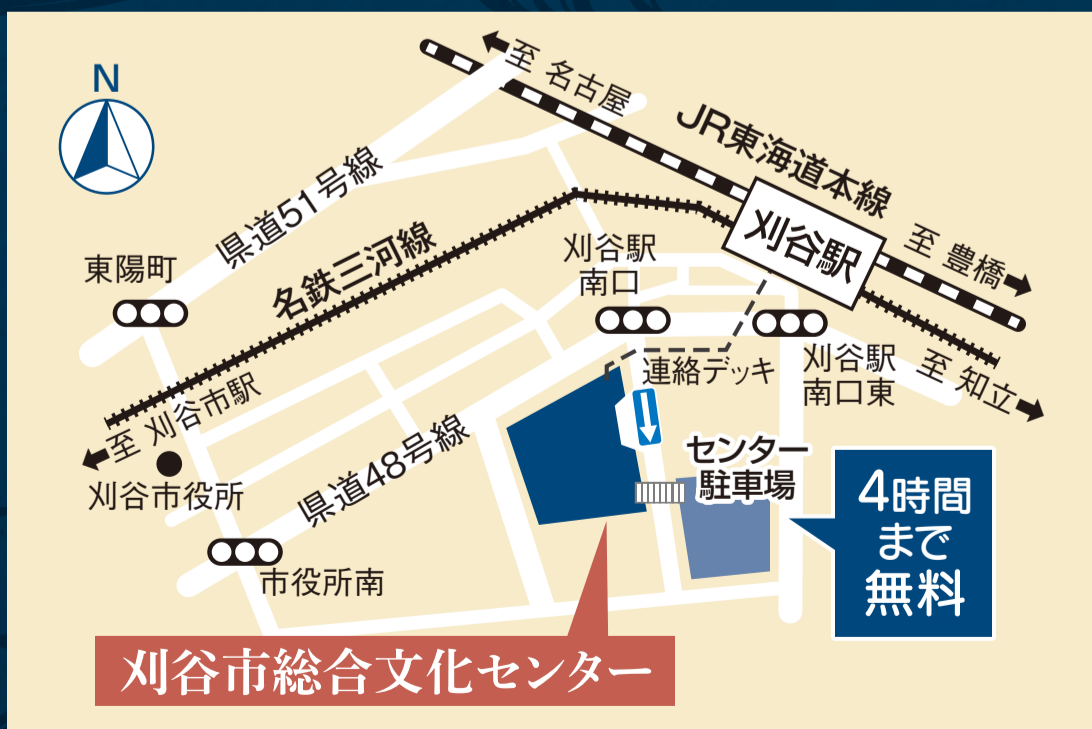 N
至 名古屋
JR東海道本線
県道51号線
刈谷駅
至 豊橋
東陽町
名鉄三河線
刈谷駅
南口
連絡デッキ
刈谷駅
南口東
至 知立
至 刈谷市駅
刈谷市役所
県道48号線
センター
駐車場
4時間
まで
無料
市役所南
刈谷市総合文化センター